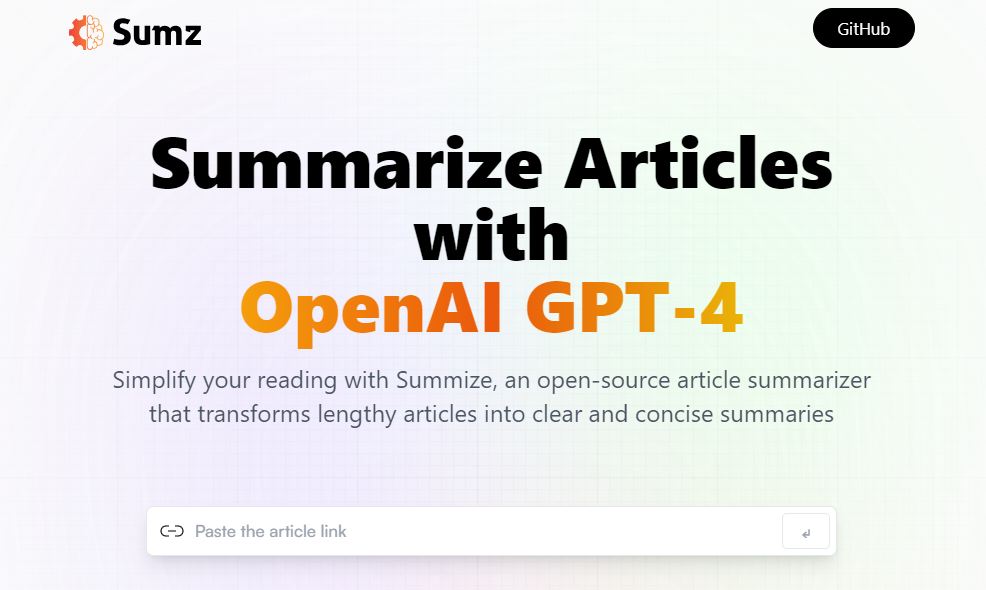 Sumz
GitHub
Summarize Articles
with
OpenAI GPT-4
Simplify your reading with Summize, an open-source article summarizer
that transforms lengthy articles into clear and concise summaries
Paste the article link
↵